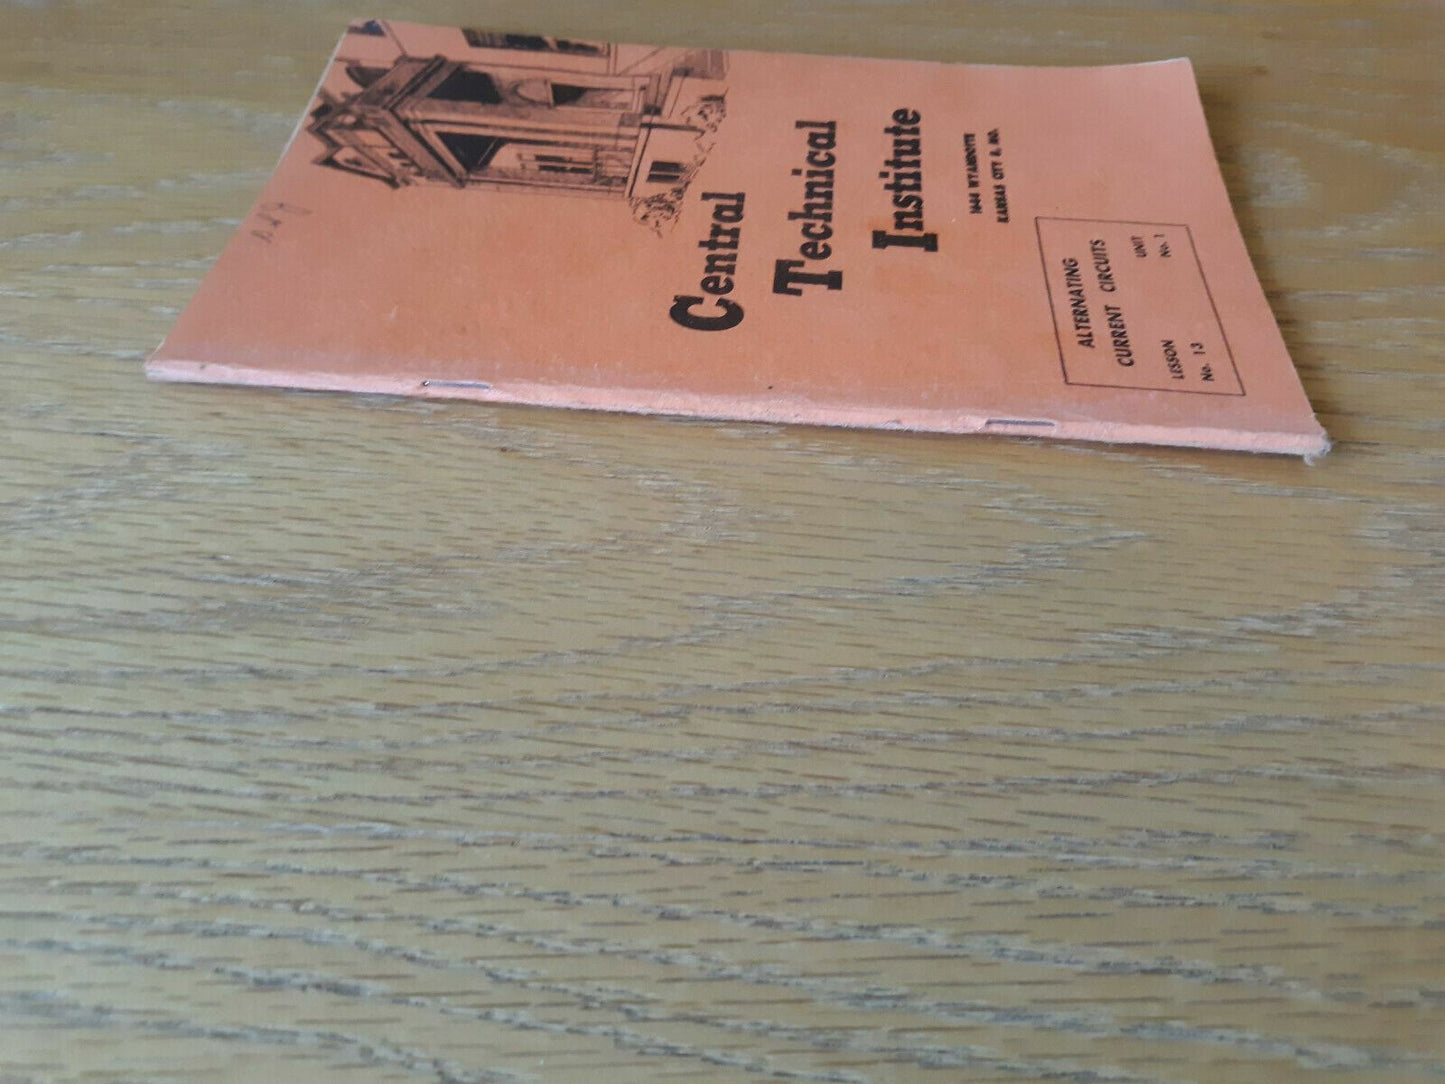 Central
Technical
Institute
1644 WYANDOTTE
KANSAS CITY 8, MO.
ALTERNATING
CURRENT CIRCUITS
LESSON UNIT
No. 13 No. 1